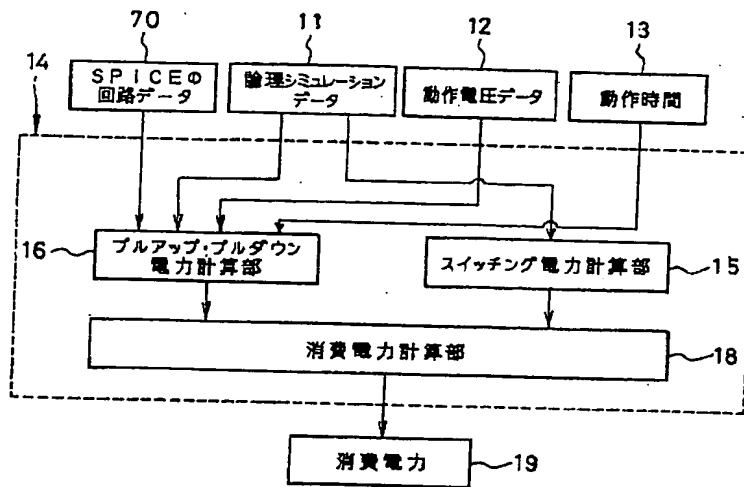 70
11
12
13
14
SPICEの
回路データ
論理シミュレーション
データ
動作電圧データ
動作時間
16
プルアップ・プルダウン
電力計算部
スイッチング電力計算部
15
消費電力計算部
18
消費電力
19